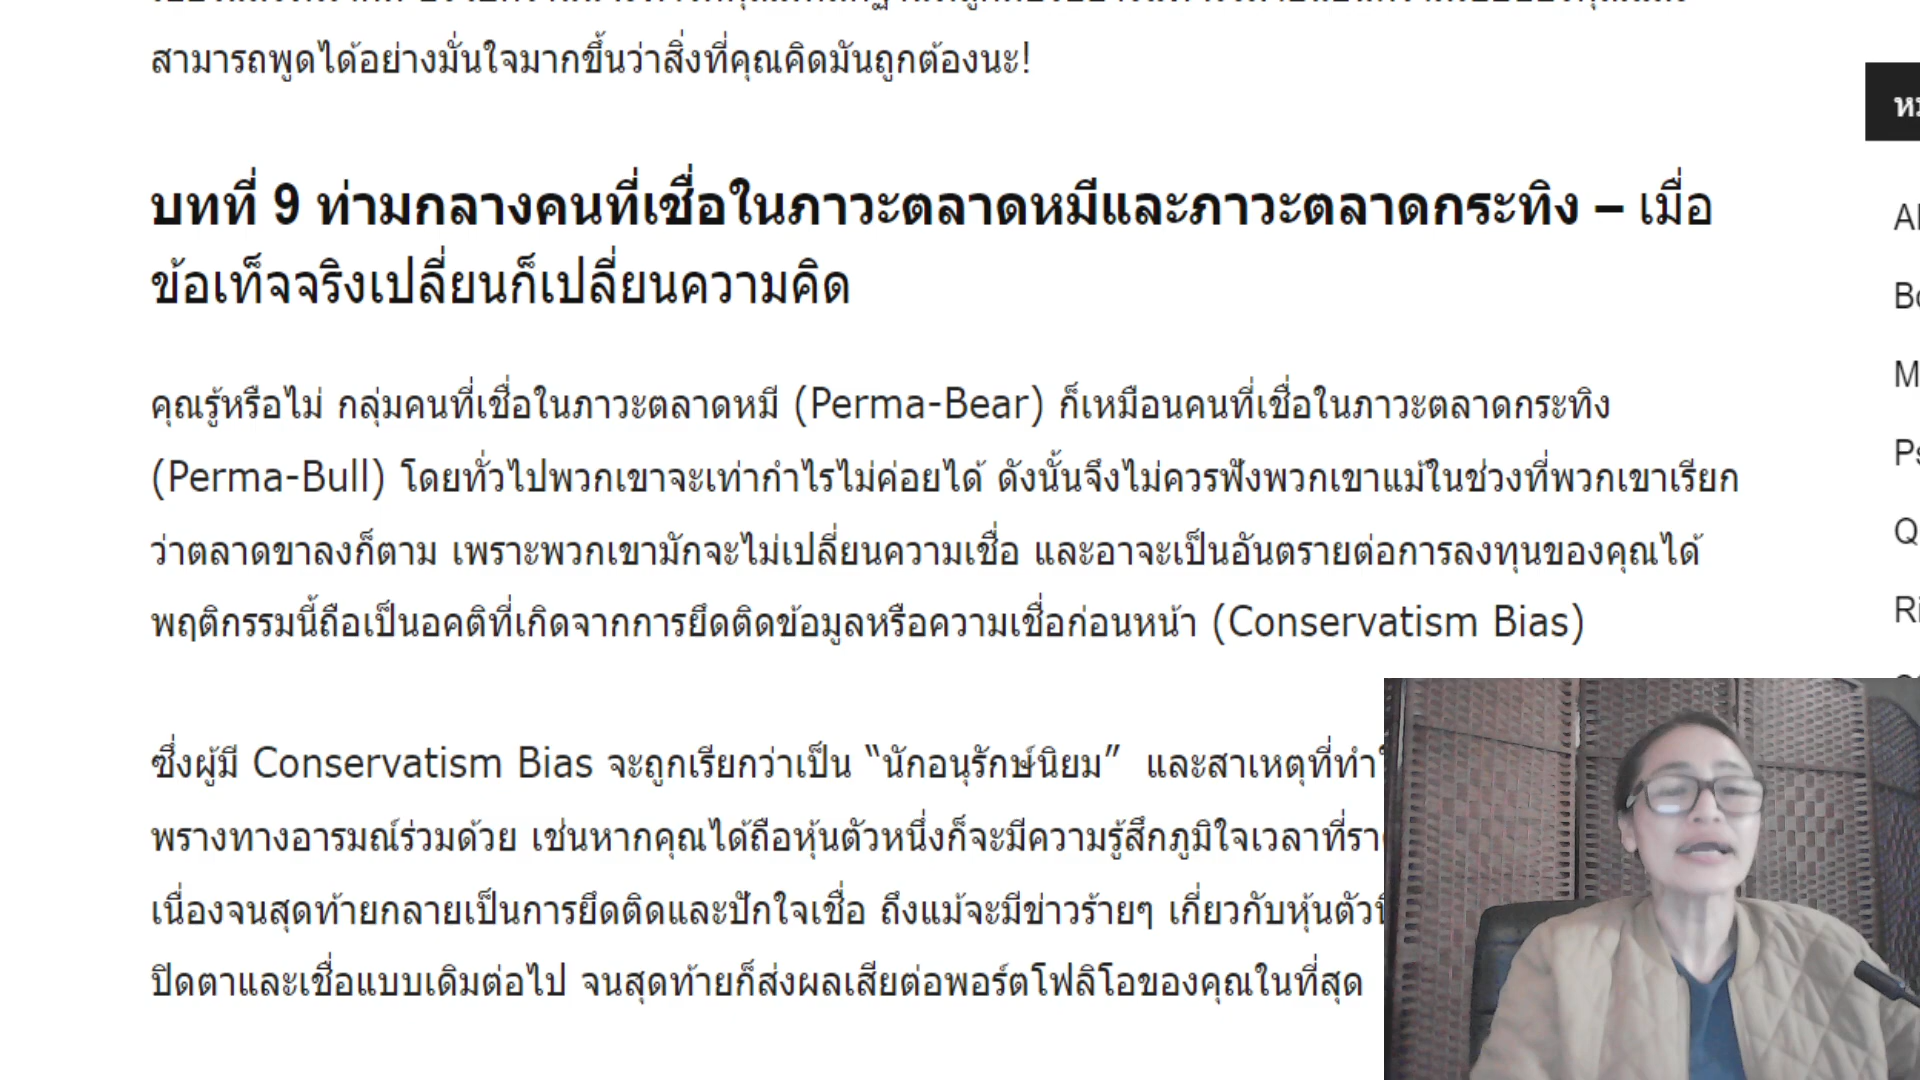 สามารถพูดได้อย่างมั่นใจมากขึ้นว่าสิ่งที่คุณคิดมันถูกต้องนะ!
บทที่ 9 ท่ามกลางคนที่เชื่อในภาวะตลาดหมีและภาวะตลาดกระทิง – เมื่อ
ข้อเท็จจริงเปลี่ยนก็เปลี่ยนความคิด
คุณรู้หรือไม่ กลุ่มคนที่เชื่อในภาวะตลาดหมี (Perma-Bear) ก็เหมือนคนที่เชื่อในภาวะตลาดกระทิง
(Perma-Bull) โดยทั่วไปพวกเขาจะเท่ากำไรไม่ค่อยได้ ดังนั้นจึงไม่ควรฟังพวกเขาแม้ในช่วงที่พวกเขาเรียก
ว่าตลาดขาลงก็ตาม เพราะพวกเขามักจะไม่เปลี่ยนความเชื่อ และอาจจะเป็นอันตรายต่อการลงทุนของคุณได้
พฤติกรรมนี้ถือเป็นอคติที่เกิดจากการยึดติดข้อมูลหรือความเชื่อก่อนหน้า (Conservatism Bias)
ซึ่งผู้มี Conservatism Bias จะถูกเรียกว่าเป็น “นักอนุรักษ์นิยม” และสาเหตุที่ทำ
พรางทางอารมณ์ร่วมด้วย เช่นหากคุณได้ถือหุ้นตัวหนึ่งก็จะมีความรู้สึกภูมิใจเวลาที่
เนื่องจนสุดท้ายกลายเป็นการยึดติดและปักใจเชื่อ ถึงแม้จะมีข่าวร้ายๆ เกี่ยวกับหุ้นตัว
ปิดตาและเชื่อแบบเดิมต่อไป จนสุดท้ายก็ส่งผลเสียต่อพอร์ตโฟลิโอของคุณในที่สุด